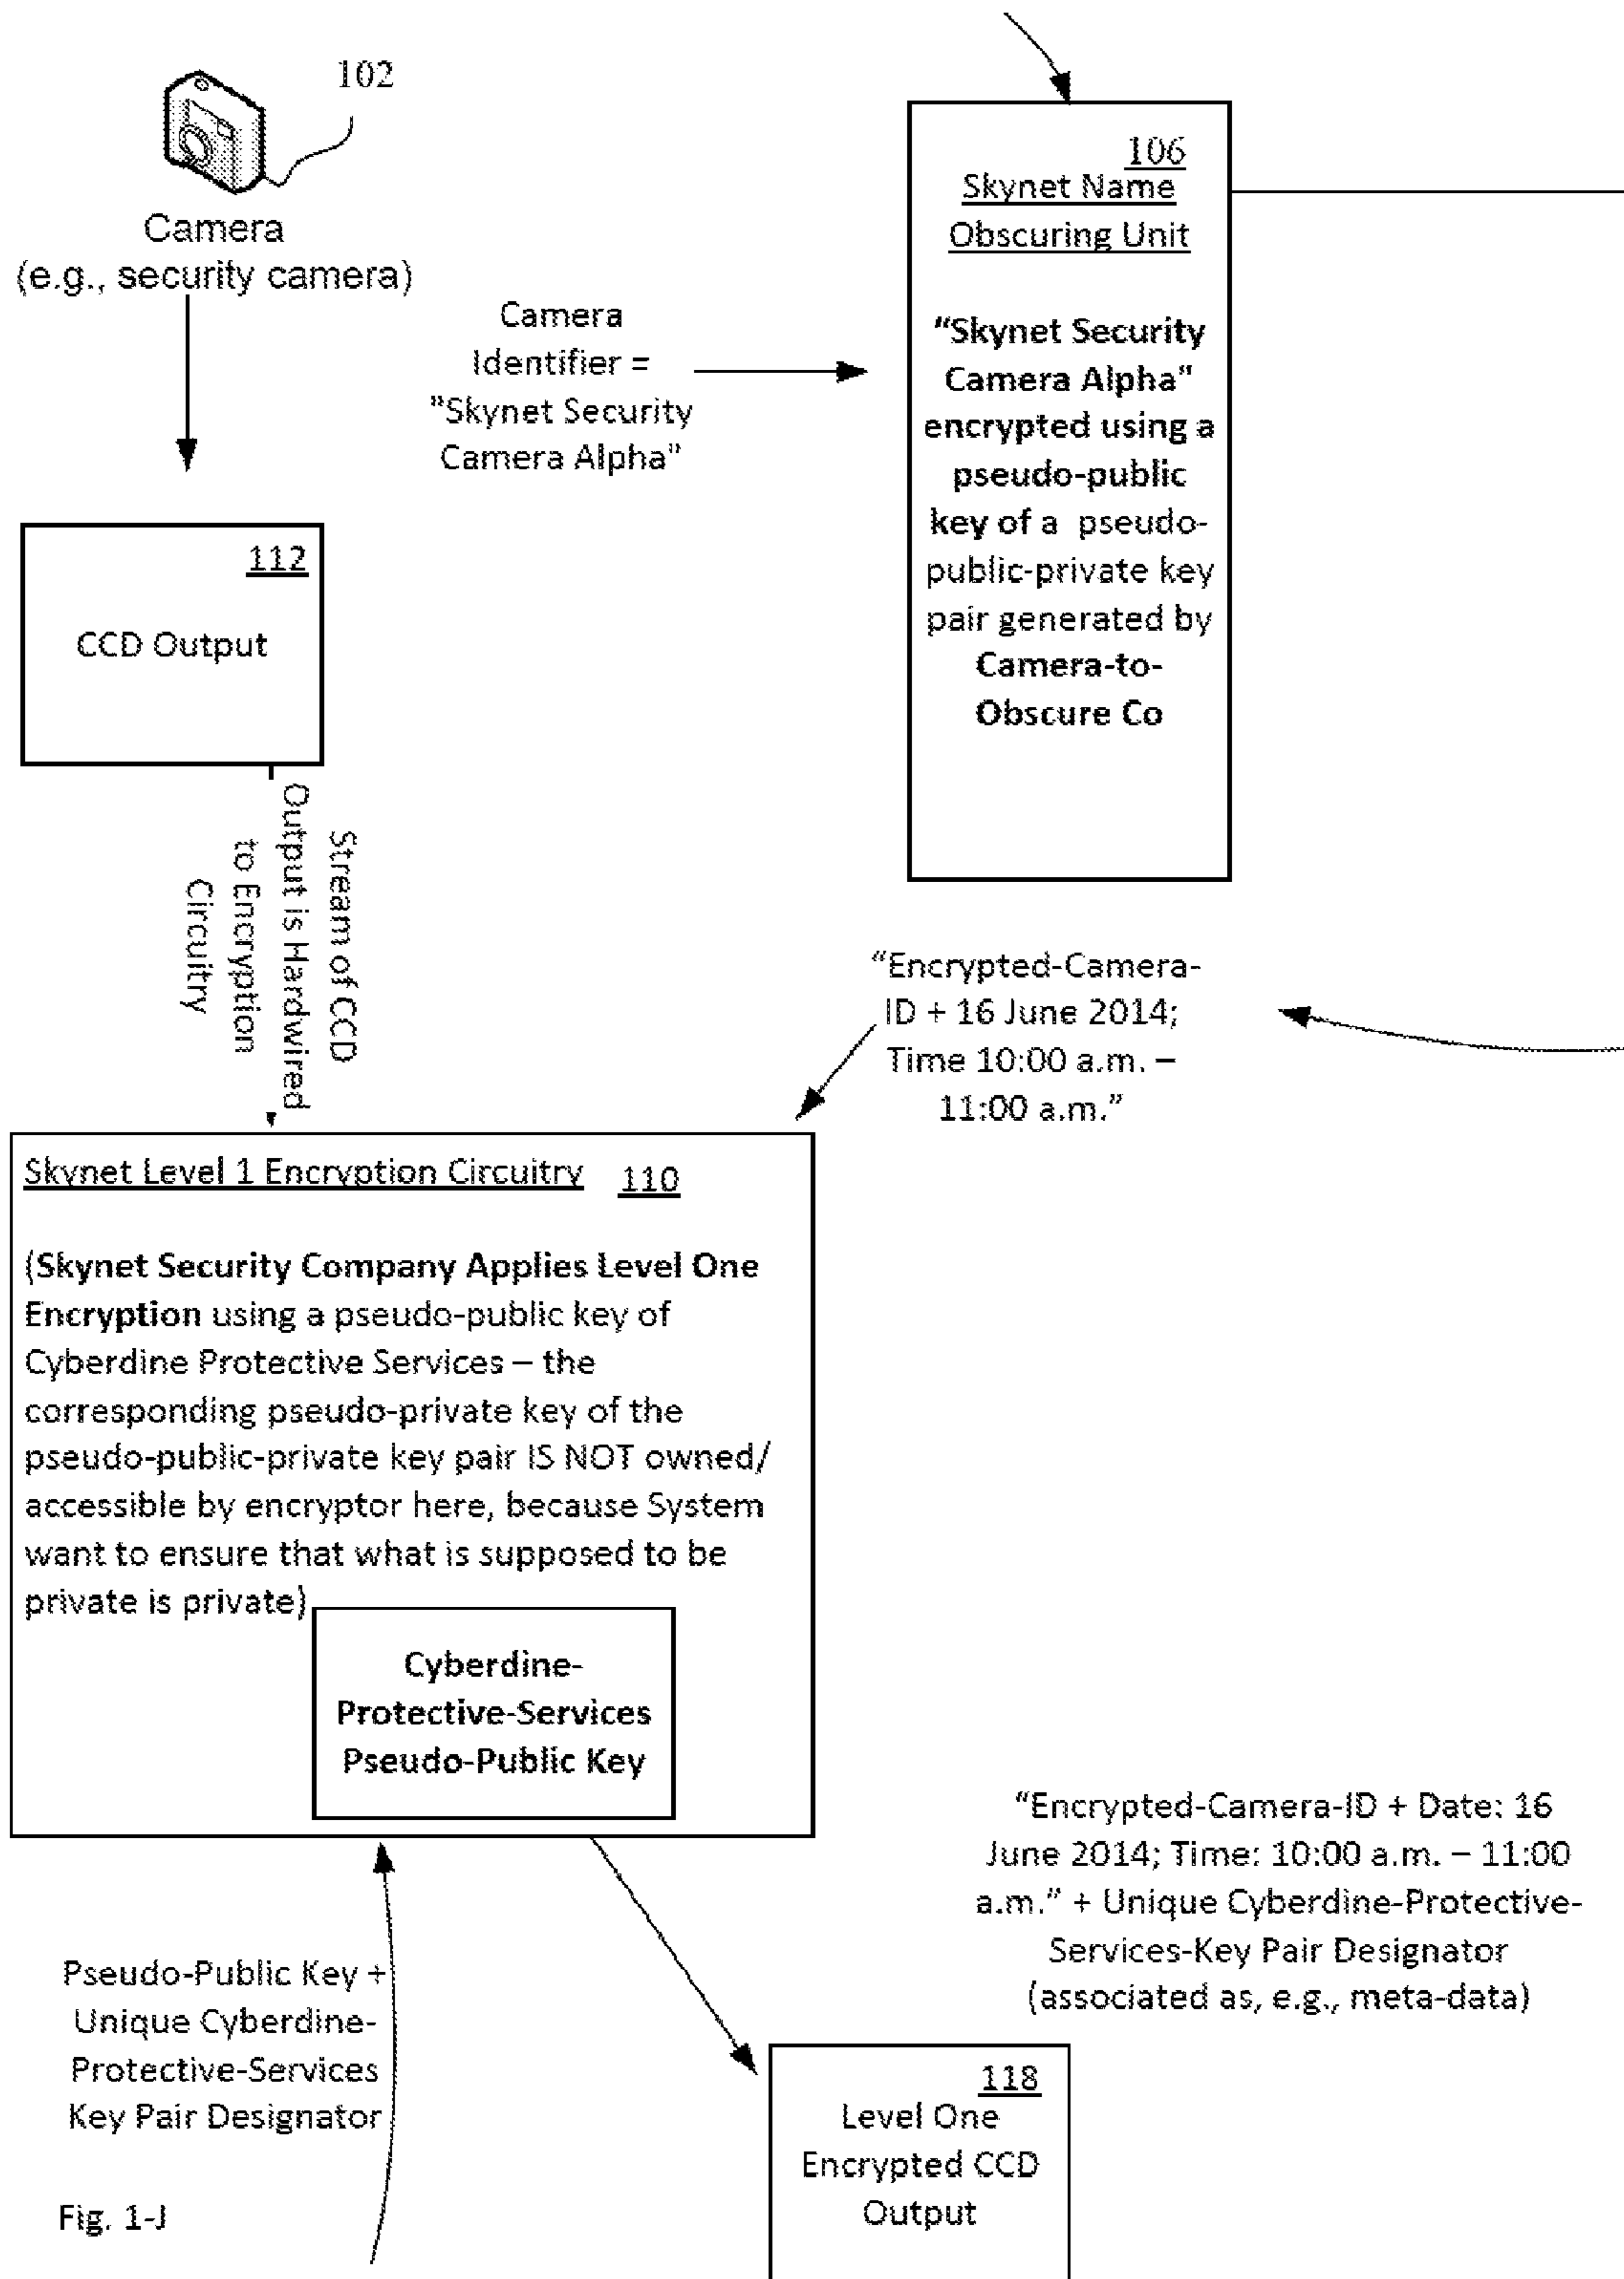 102
Camera
(e.g., security camera)
Camera
Identifier =
"Skynet Security
Camera Alpha"
106
Skynet Name
Obscuring Unit
“Skynet Security
Camera Alpha"
encrypted using a
pseudo-public
key of a pseudo-
public-private key
pair generated by
Camera-to-
Obscure Co
112
CCD Output
Stream of CCD
Output is Hardwired
to Encryption
Circuitry
“Encrypted-Camera-
ID + 16 June 2014;
Time 10:00 a.m. –
11:00 a.m.”
Skynet Level 1 Encryption Circuitry 110
(Skynet Security Company Applies Level One
Encryption using a pseudo-public key of
Cyberdine Protective Services – the
corresponding pseudo-private key of the
pseudo-public-private key pair IS NOT owned/
accessible by encryptor here, because System
want to ensure that what is supposed to be
private is private)
Cyberdine-
Protective-Services
Pseudo-Public Key
“Encrypted-Camera-ID + Date: 16
June 2014; Time: 10:00 a.m. – 11:00
a.m.” + Unique Cyberdine-Protective-
Services-Key Pair Designator
(associated as, e.g., meta-data)
Pseudo-Public Key +
Unique Cyberdine-
Protective-Services
Key Pair Designator
118
Level One
Encrypted CCD
Output
Fig. 1-J